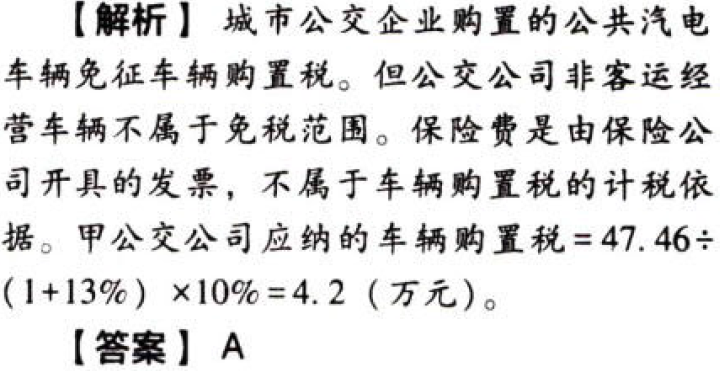 【解析】 城市公交企业购置的公共汽电
车辆免征车辆购置税。但公交公司非客运经
营车辆不属于免税范围。保险费是由保险公
司开具的发票，不属于车辆购置税的计税依
据。甲公交公司应纳的车辆购置税=47.46÷
(1+13%) ×10%=4.2 (万元)。
【答案】 A